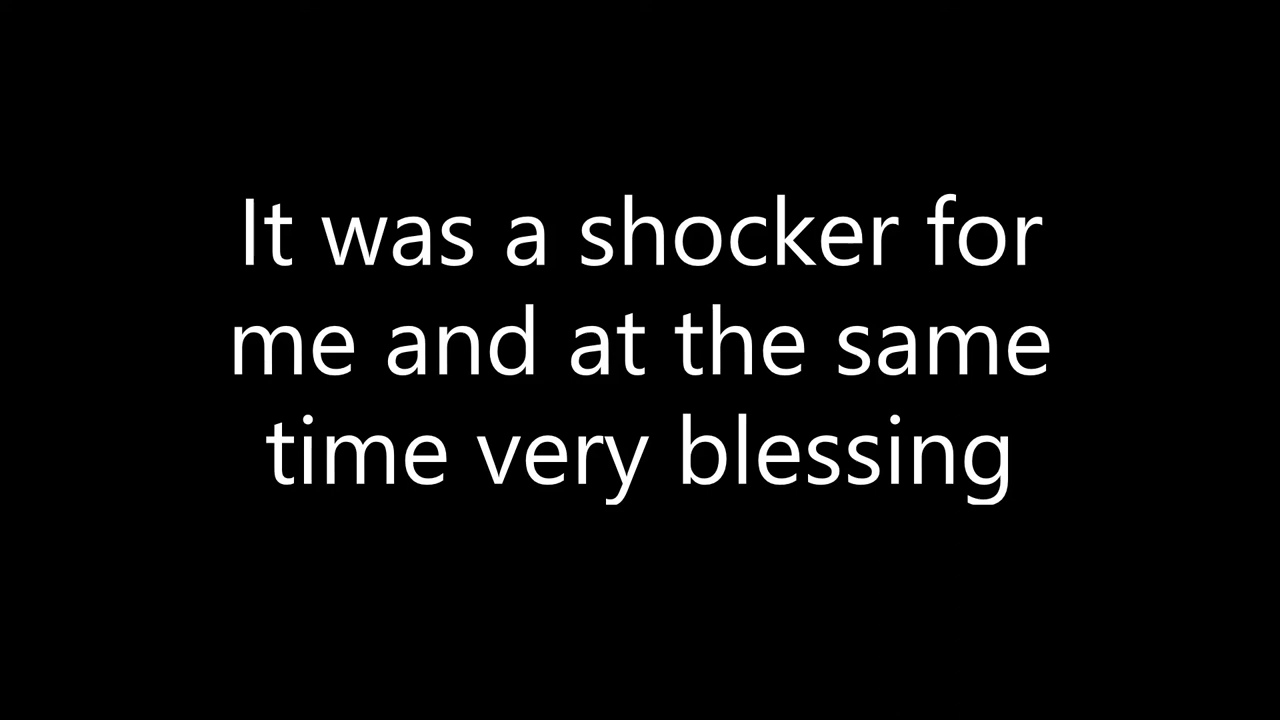 It was a shocker for
me and at the same
time very blessing